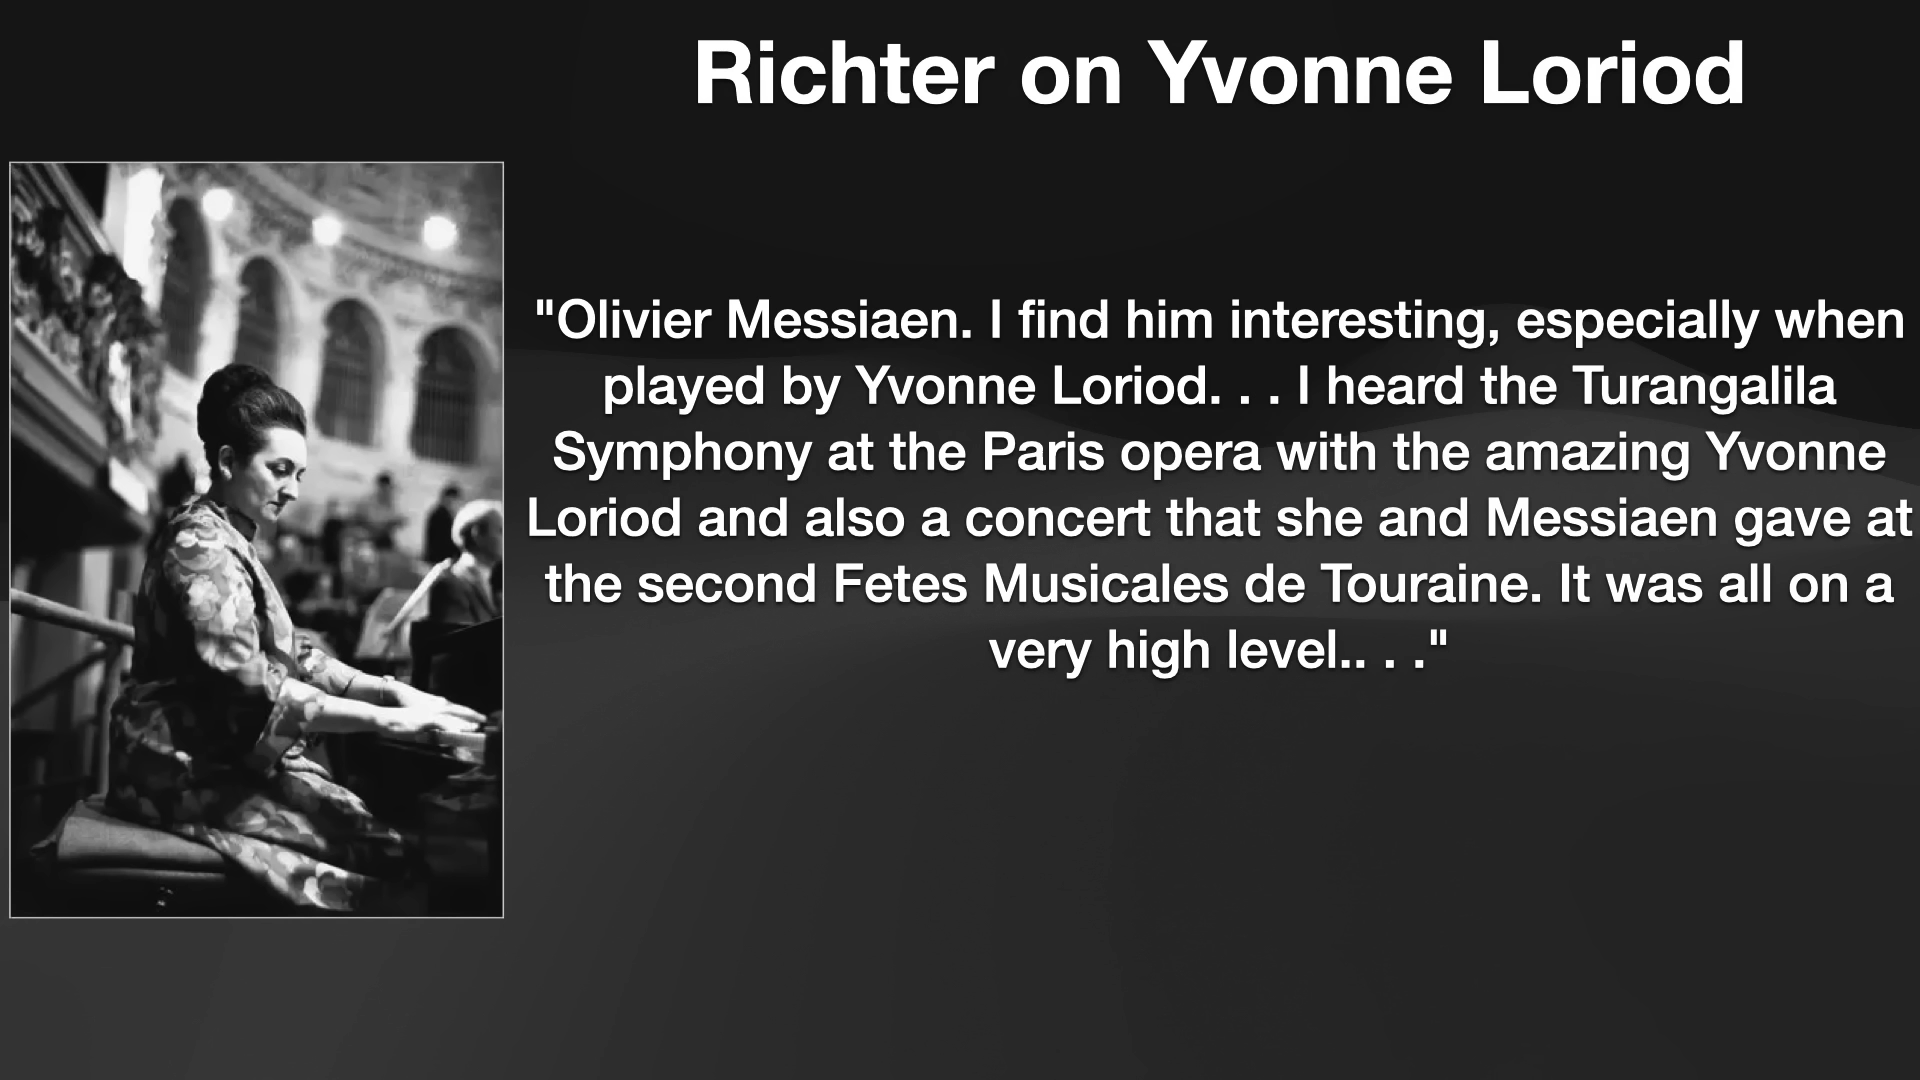 Richter on Yvonne Loriod
"Olivier Messiaen. I find him interesting, especially when
played by Yvonne Loriod. . . I heard the Turangalila
Symphony at the Paris opera with the amazing Yvonne
Loriod and also a concert that she and Messiaen gave at
the second Fetes Musicales de Touraine. It was all on a
very high level.. . ."